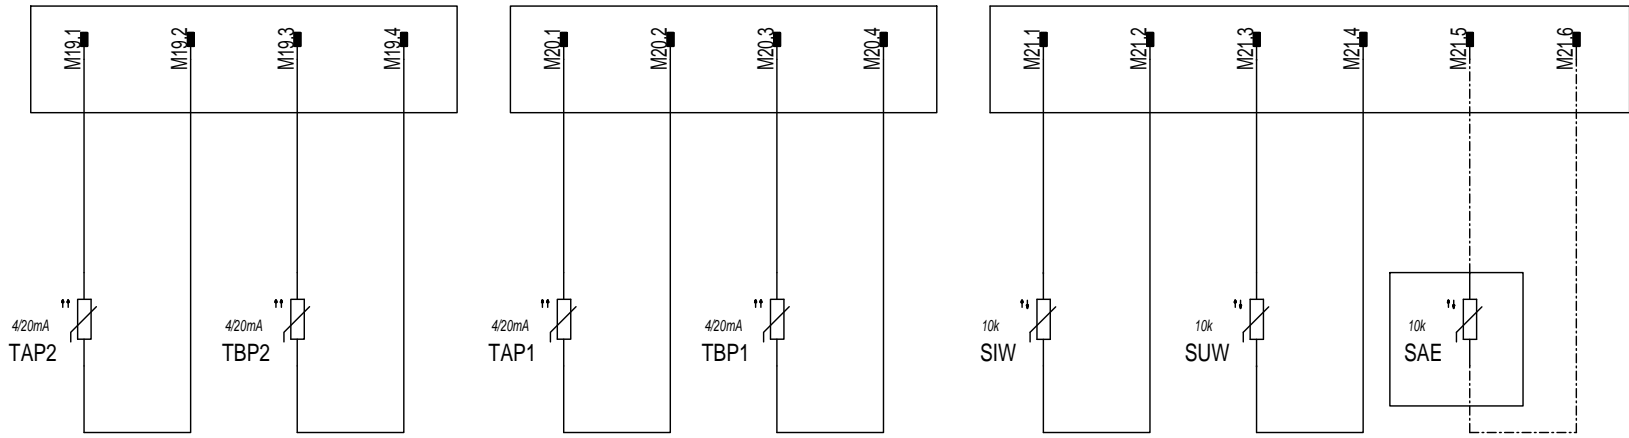 M19.1
M19.2
M19.3
M19.4
M20.1
M20.2
M20.3
M20.4
M21.1
M21.2
M21.3
M21.4
M21.5
M21.6
4/20mA
TAP2
4/20mA
TBP2
4/20mA
TAP1
4/20mA
TBP1
10k
SIW
10k
SUW
10k
SAE